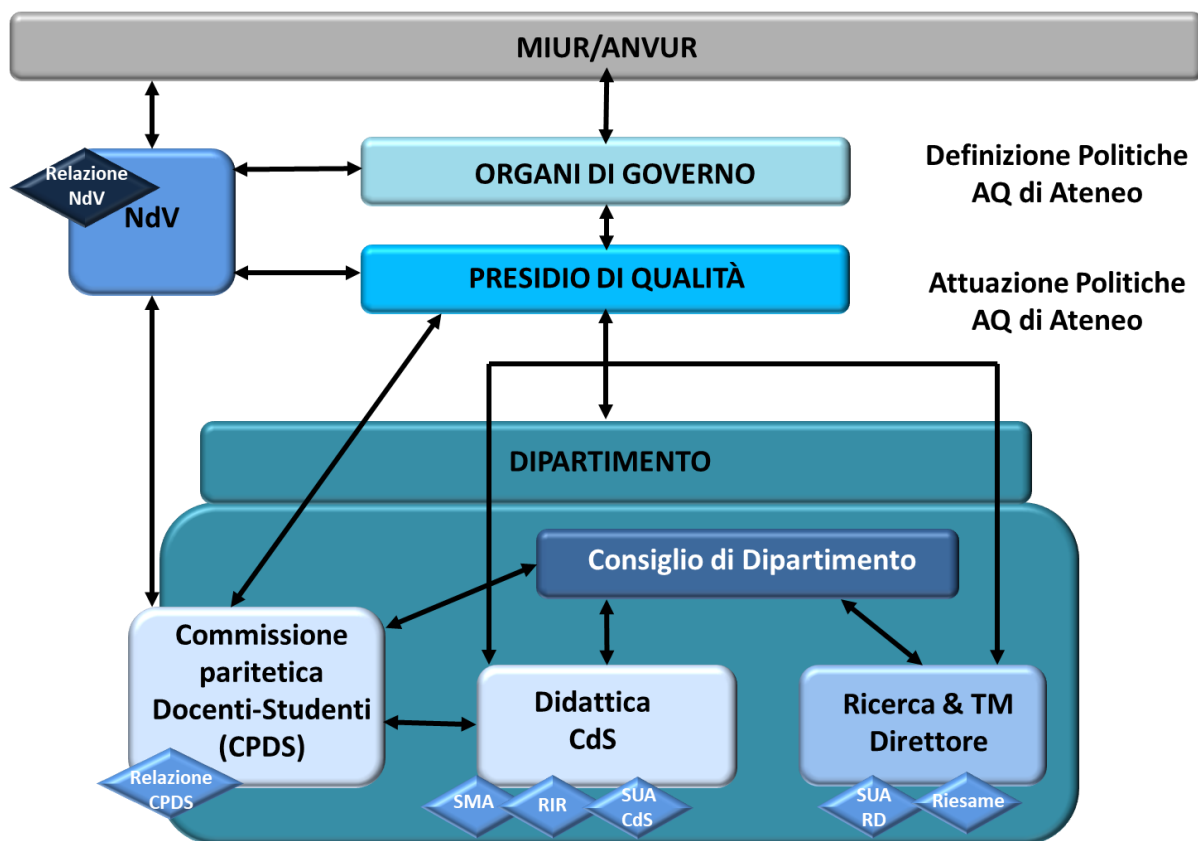 MIUR/ANVUR
Relazione
NdV
NdV
ORGANI DI GOVERNO
Definizione Politiche
AQ di Ateneo
PRESIDIO DI QUALITÀ
Attuazione Politiche
AQ di Ateneo
DIPARTIMENTO
Consiglio di Dipartimento
Commissione
paritetica
Docenti-Studenti
(CPDS)
Relazione
CPDS
Didattica
CdS
SMA
RIR
SUA
CdS
Ricerca & TM
Direttore
SUA
RD
Riesame